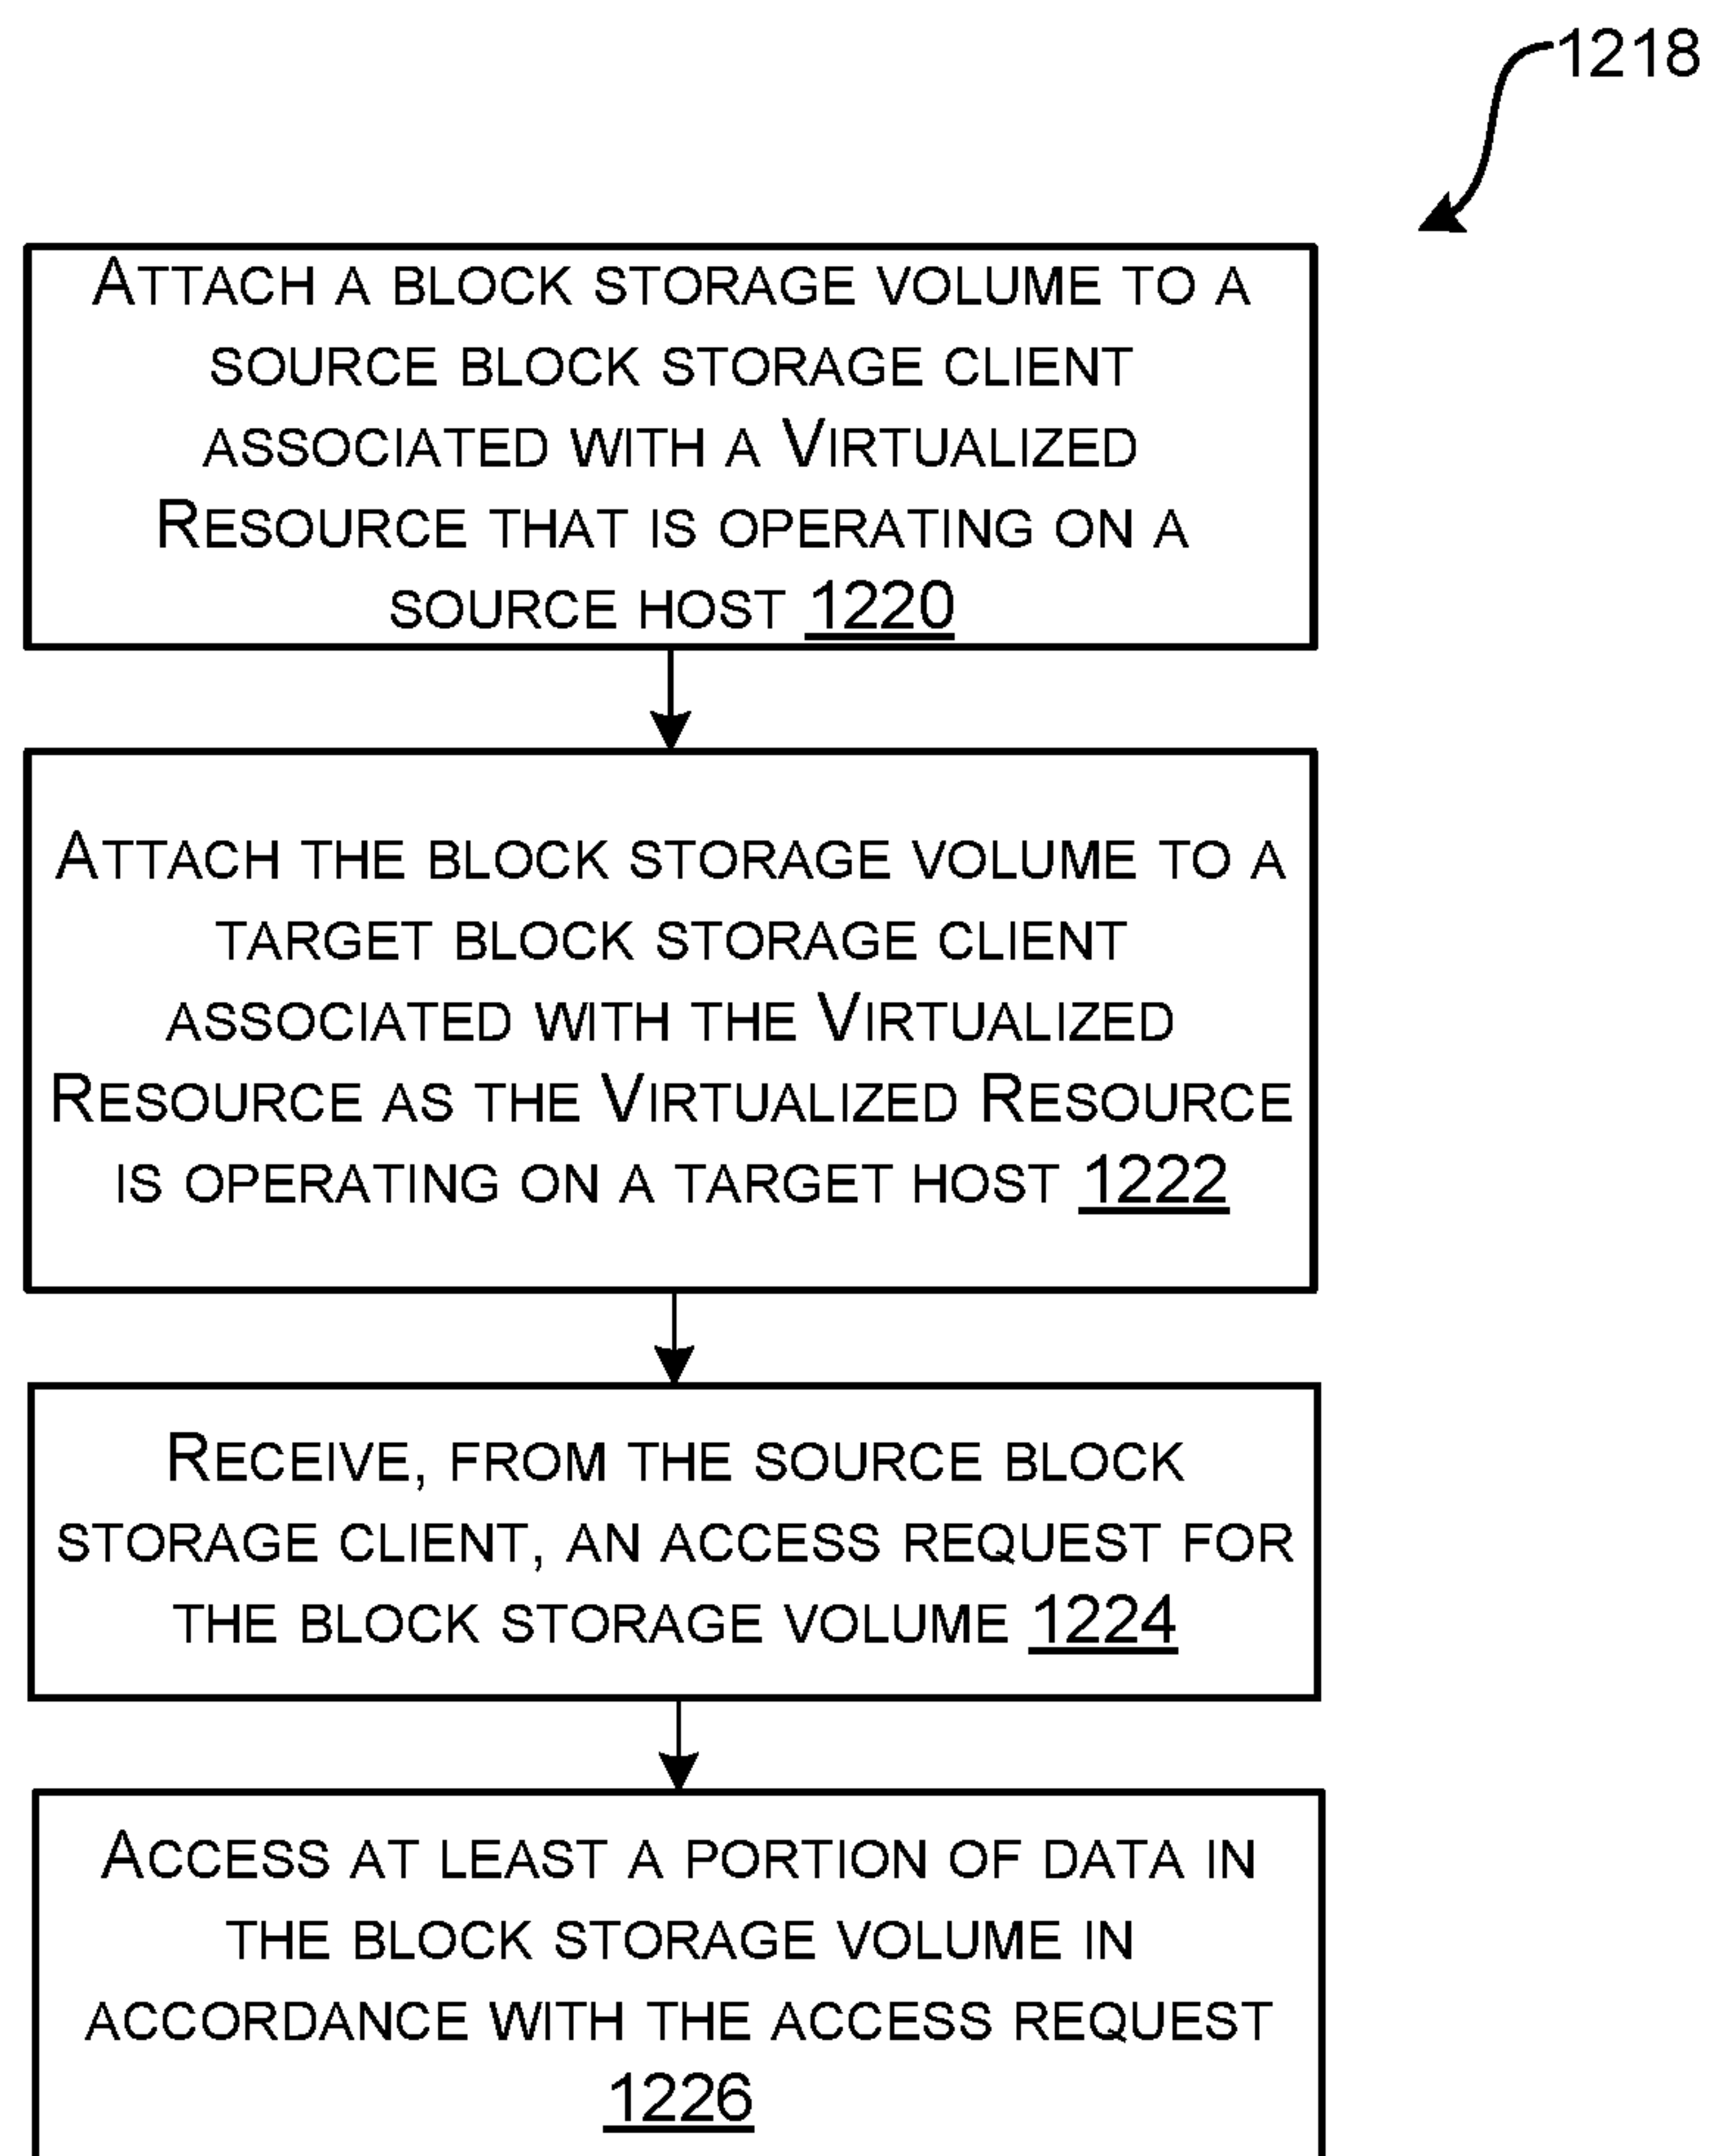 1218
ATTACH A BLOCK STORAGE VOLUME TO A
SOURCE BLOCK STORAGE CLIENT
ASSOCIATED WITH A VIRTUALIZED
RESOURCE THAT IS OPERATING ON A
SOURCE HOST 1220
ATTACH THE BLOCK STORAGE VOLUME TO A
TARGET BLOCK STORAGE CLIENT
ASSOCIATED WITH THE VIRTUALIZED
RESOURCE AS THE VIRTUALIZED RESOURCE
IS OPERATING ON A TARGET HOST 1222
RECEIVE, FROM THE SOURCE BLOCK
STORAGE CLIENT, AN ACCESS REQUEST FOR
THE BLOCK STORAGE VOLUME 1224
ACCESS AT LEAST A PORTION OF DATA IN
THE BLOCK STORAGE VOLUME IN
ACCORDANCE WITH THE ACCESS REQUEST
1226